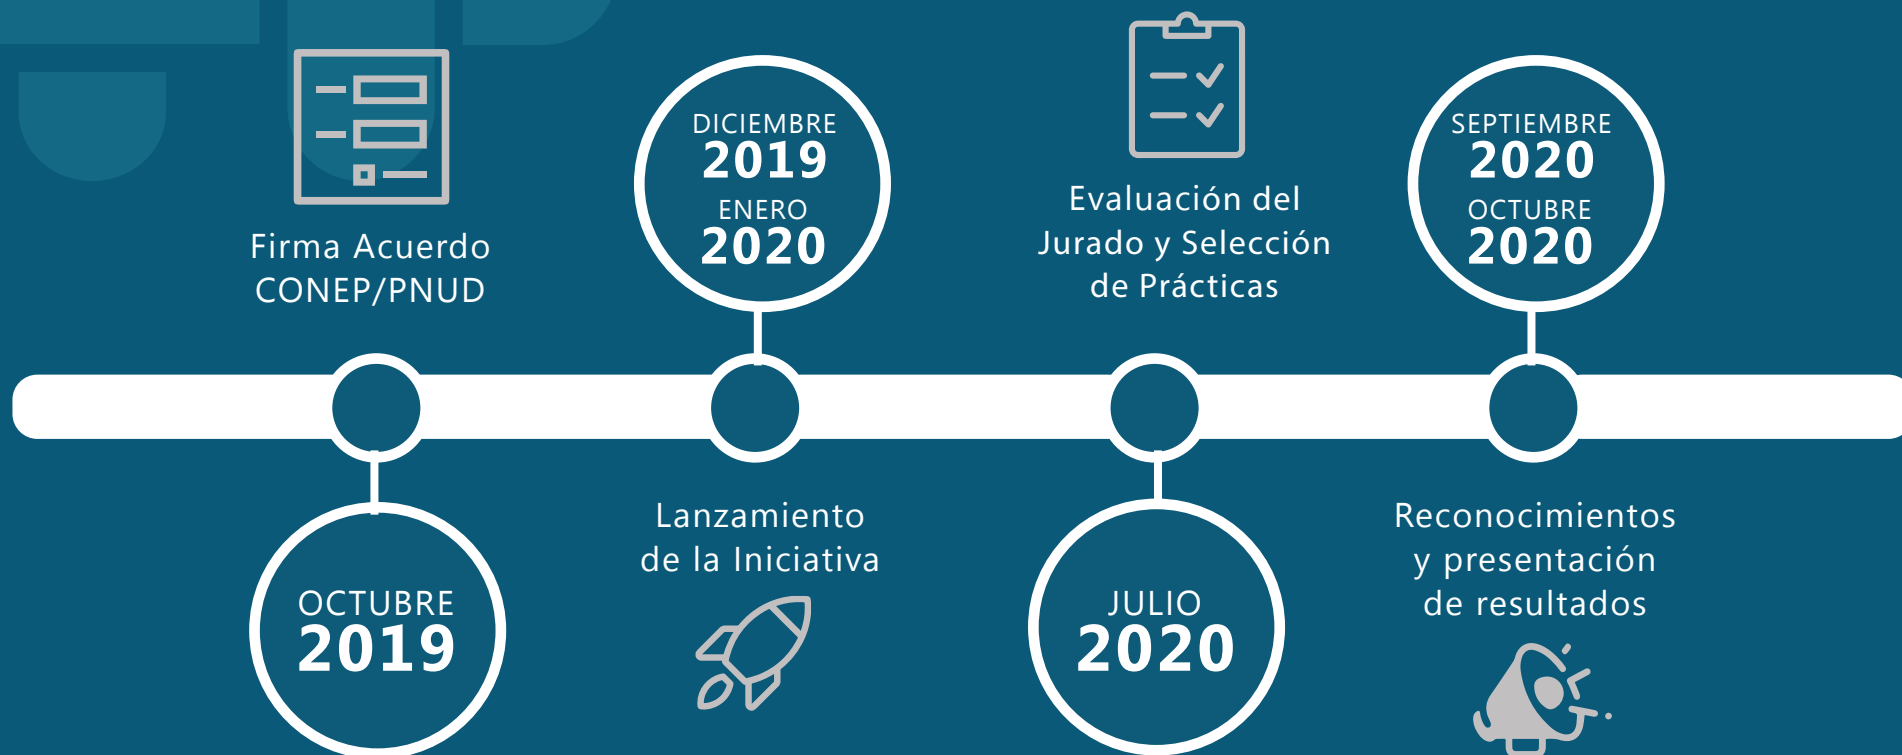 Firma Acuerdo
CONEP/PNUD
OCTUBRE
2019
DICIEMBRE
2019
ENERO
2020
Lanzamiento
de la Iniciativa
Evaluación del
Jurado y Selección
de Prácticas
JULIO
2020
SEPTIEMBRE
2020
OCTUBRE
2020
Reconocimientos
y presentación
de resultados